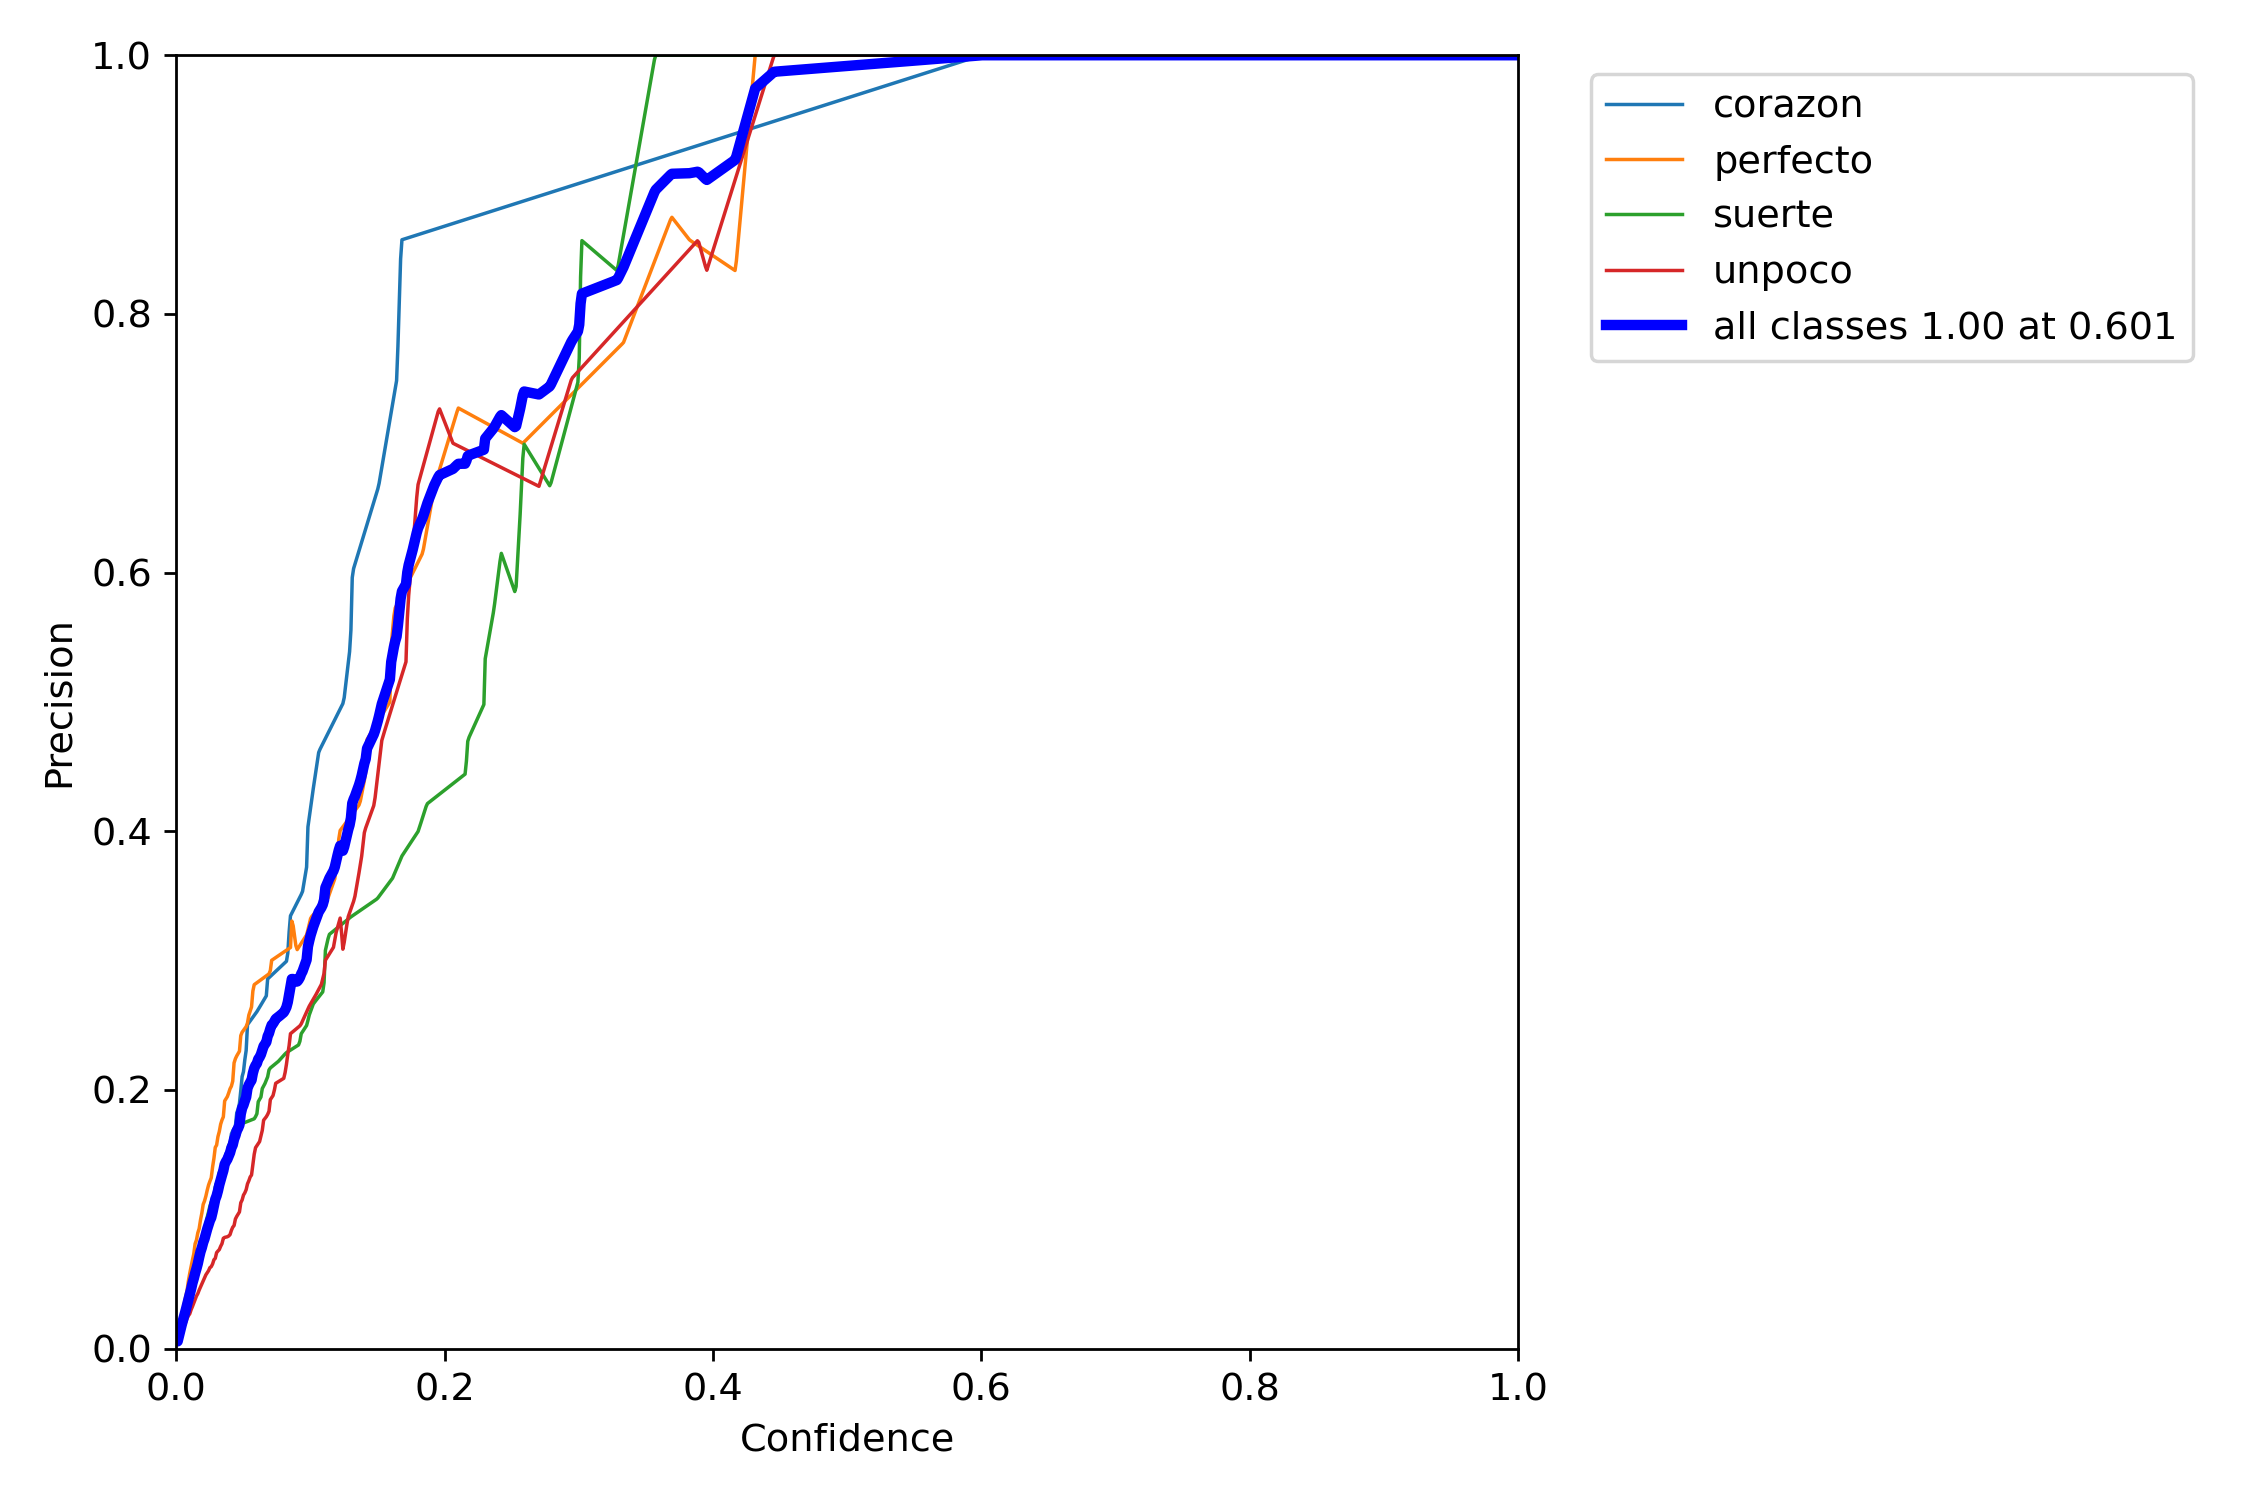 corazon
perfecto
suerte
unpoco
all classes 1.00 at 0.601
Precision
1.0
0.8
0.6
0.4
0.2
0.0
0.0 0.2 0.4 0.6 0.8 1.0
Confidence